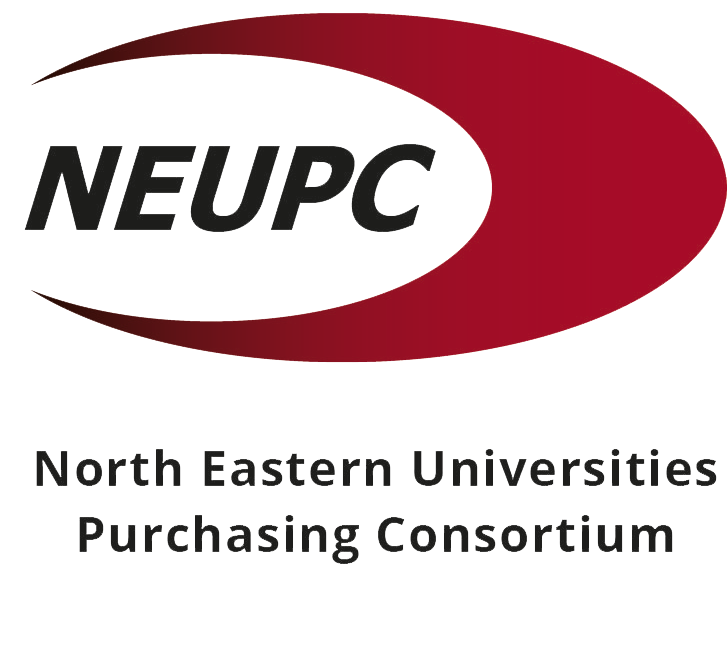 NEUPC
North Eastern Universities
Purchasing Consortium